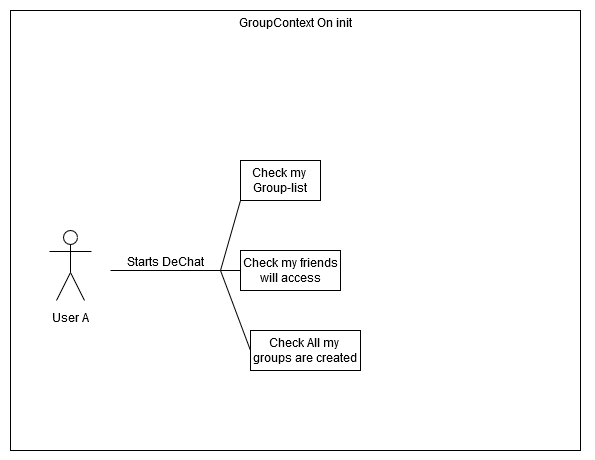 GroupContext On init
Check my
Group-list
Starts DeChat
Check my friends
will access
User A
Check All my
groups are created